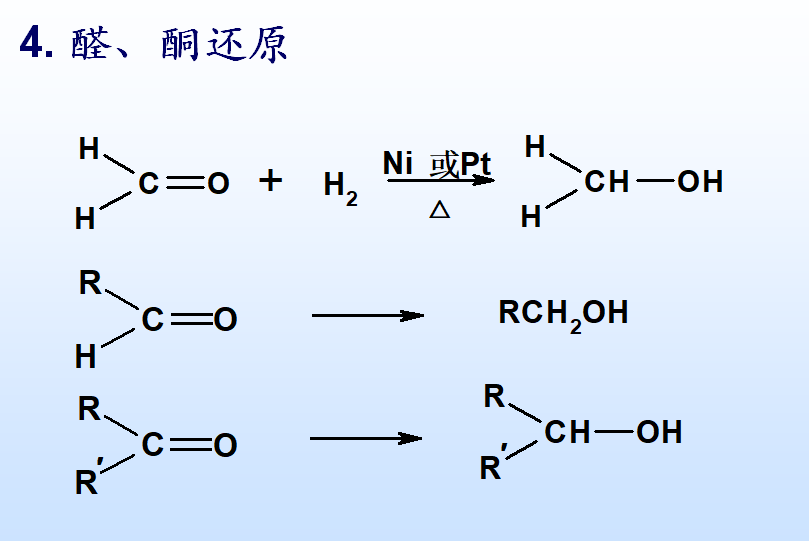 4. 醛、酮还原
H H C=O + H₂ Ni 或Pt △ H H CH—OH
R H C=O RCH₂OH
R R′ C=O R R′ CH—OH